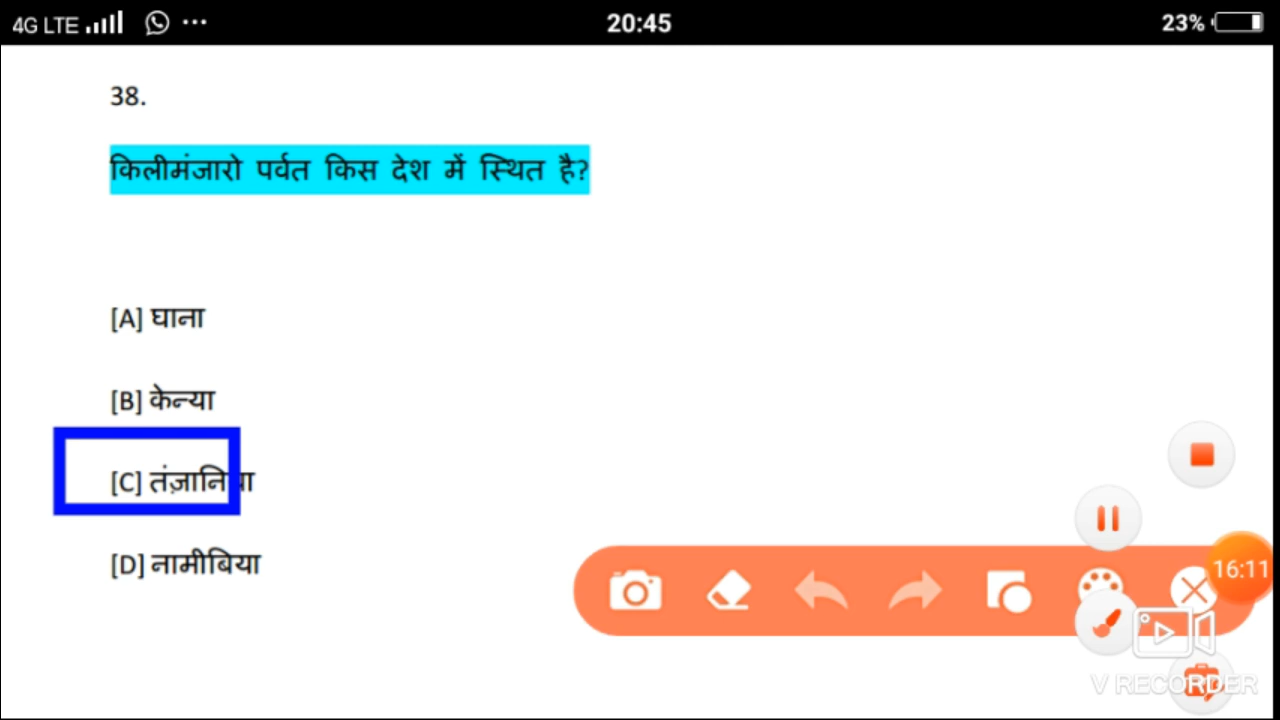 4G LTE ... 20:45 23%
38.
किलीमंजारो पर्वत किस देश में स्थित है?
[A] घाना
[B] केन्या
[C] तंज़ानिया
[D] नामीबिया
16:11
V RECORDER